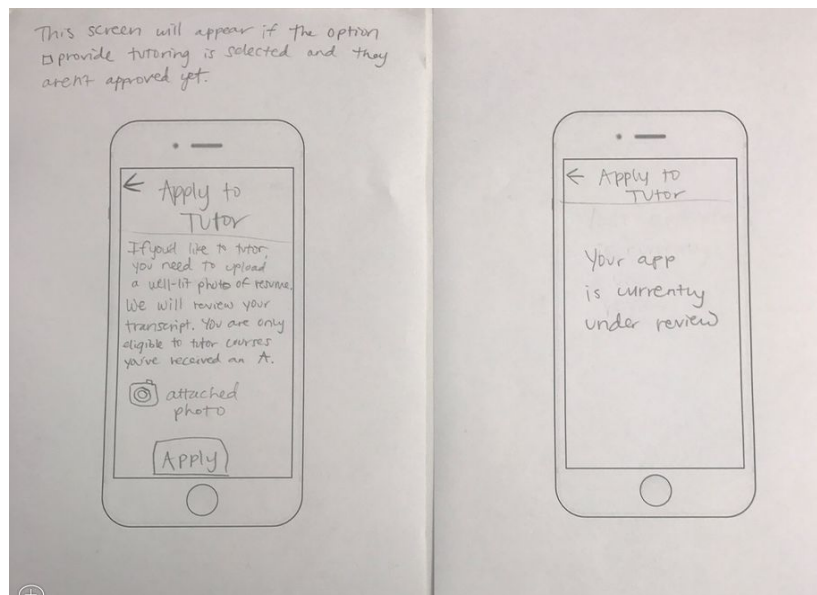 This screen will appear if the option
☐ provide tutoring is selected and they
aren't approved yet.
← Apply to
Tutor
If you'd like to tutor,
you need to upload
a well-lit photo of resume.
We will review your
transcript. You are only
eligible to tutor courses
you've received an A.
attached
photo
Apply
← Apply to
Tutor
Your app
is currently
under review